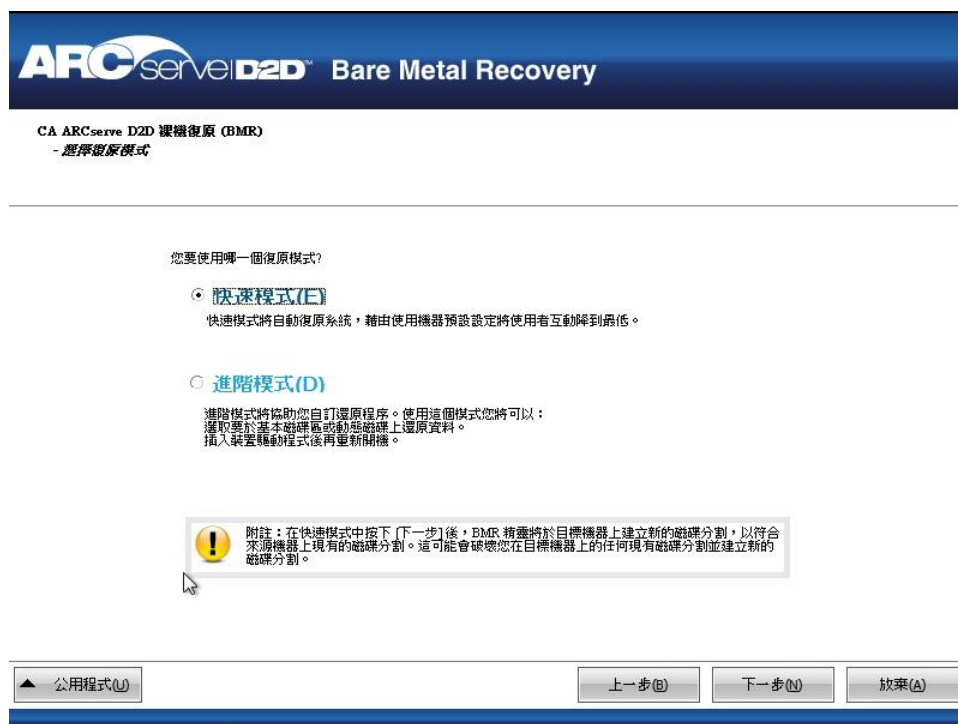 ARCserve D2D™ Bare Metal Recovery
CA ARCserve D2D 裸機復原 (BMR)
- 選擇復原模式
您要使用哪一個復原模式?
快速模式(E)
快速模式將自動復原系統，藉由使用機器預設設定將使用者互動降到最低。
進階模式(D)
進階模式將協助您自訂還原程序。使用這個模式您將可以：
選取要於基本磁碟區或動態磁碟上還原資料。
插入裝置驅動程式後再重新開機。
附註：在快速模式中按下 [下一步] 後，BMR 精靈將於目標機器上建立新的磁碟分割，以符合
來源機器上現有的磁碟分割。這可能會破壞您在目標機器上的任何現有磁碟分割並建立新的
磁碟分割。
公用程式(U)
上一步(B)
下一步(N)
放棄(A)